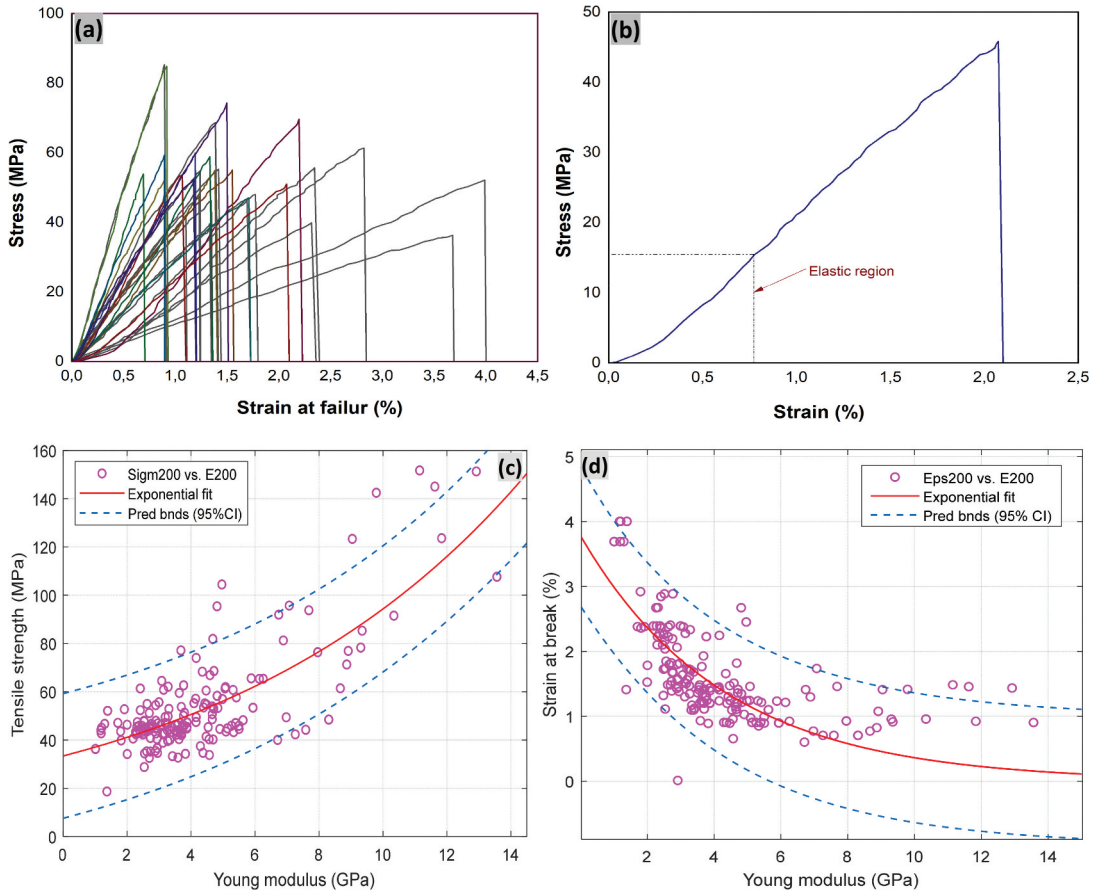 (a)
100
80
60
40
20
0
Stress (MPa)
0,0 0,5 1,0 1,5 2,0 2,5 3,0 3,5 4,0 4,5
Strain at failur (%)
(b)
50
40
30
20
10
0
Stress (MPa)
Elastic region
0,5 1,0 1,5 2,0 2,5
Strain (%)
(c)
160
140
120
100
80
60
40
20
0
Tensile strength (MPa)
Sigm200 vs. E200
Exponential fit
Pred bnds (95%CI)
0 2 4 6 8 10 12 14
Young modulus (GPa)
(d)
5
4
3
2
1
0
Strain at break (%)
Eps200 vs. E200
Exponential fit
Pred bnds (95% CI)
2 4 6 8 10 12 14
Young modulus (GPa)